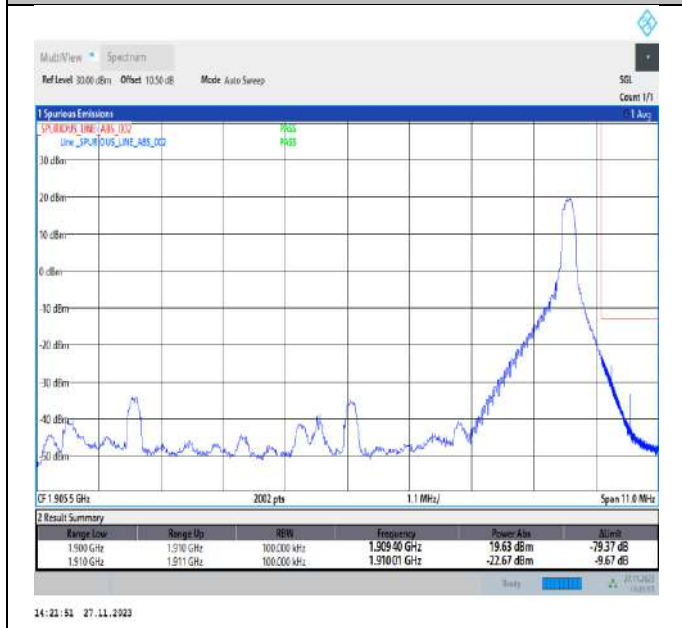 MultiView Spectrum
Ref Level 30.00 dBm Offset 10.50 dB Mode Auto Sweep SGL
Count 1/1
1 Spurious Emissions 1 Avg
_SPURIOUS_LINE_ABS_002 PASS
Line _SPURIOUS_LINE_ABS_002 PASS
30 dBm
20 dBm
10 dBm
0 dBm
-10 dBm
-20 dBm
-30 dBm
-40 dBm
-50 dBm
CF 1.9055 GHz 2002 pts 1.1 MHz/ Span 11.0 MHz
2 Result Summary
Range Low Range Up RBW Frequency Power Abs ΔLimit
1.900 GHz 1.910 GHz 100.000 kHz 1.90940 GHz 19.63 dBm -79.37 dB
1.910 GHz 1.911 GHz 100.000 kHz 1.91001 GHz -22.67 dBm -9.67 dB
Ready 27.11.2023
14:21:51 27.11.2023